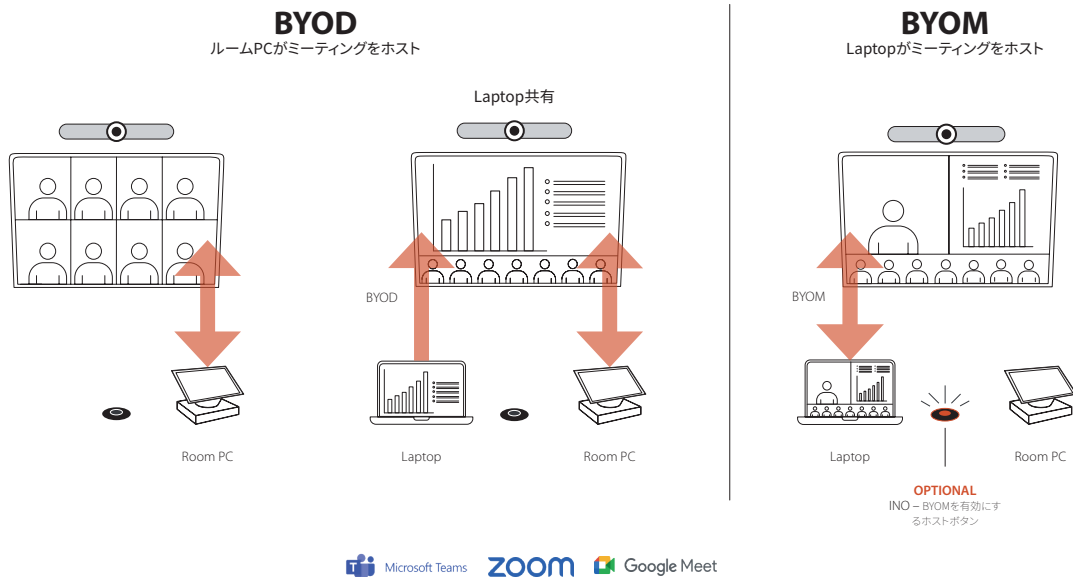 BYOD
ルームPCがミーティングをホスト
Laptop共有
BYOD
Room PC
Laptop
Room PC
BYOM
Laptopがミーティングをホスト
BYOM
Laptop
Room PC
OPTIONAL
INO – BYOMを有効にす
るホストボタン
Microsoft Teams
zoom
Google Meet